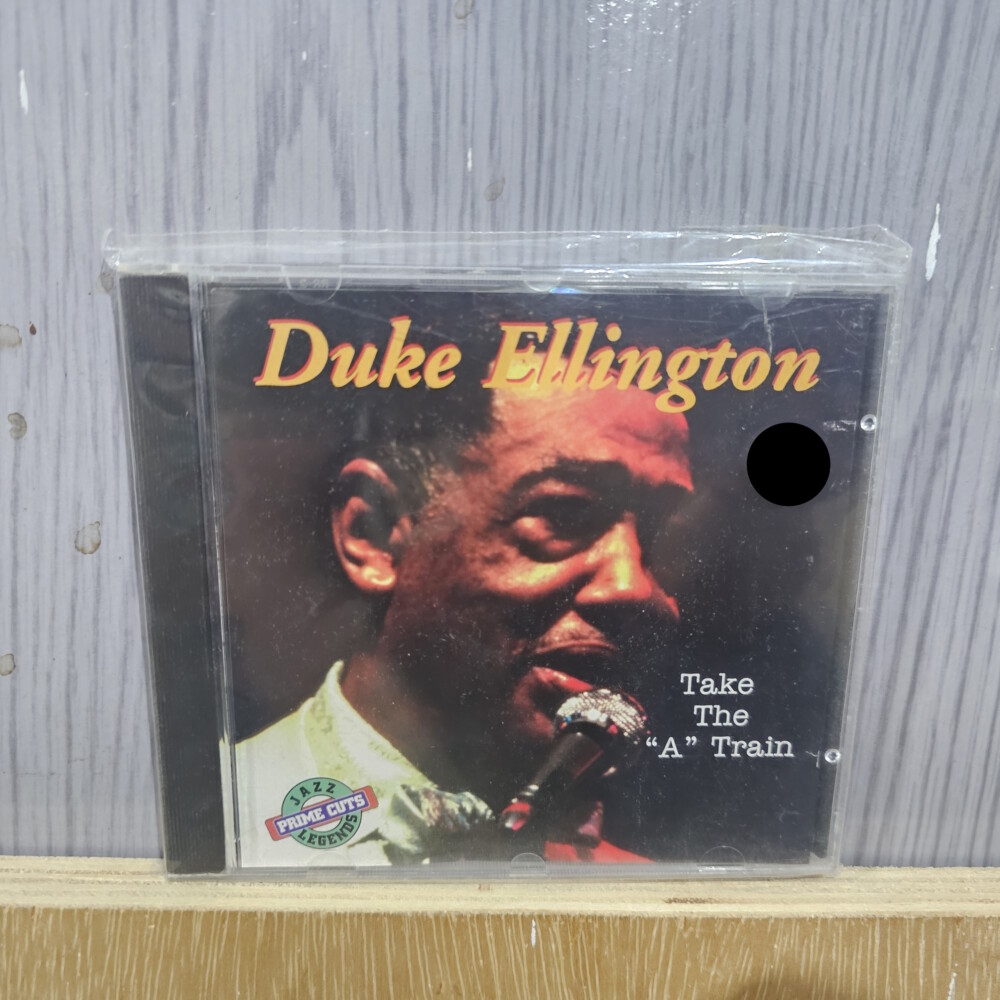 Duke Ellington
Take
The
“A” Train
JAZZ
PRIME CUTS
LEGENDS